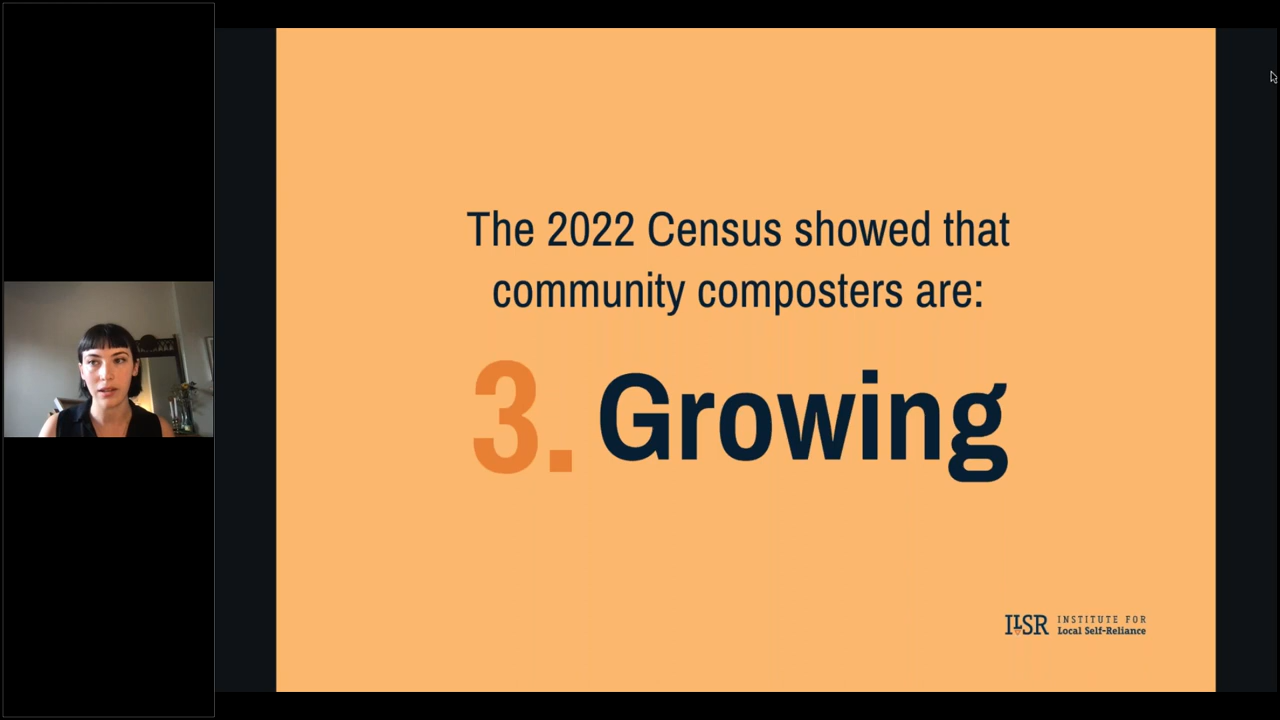 The 2022 Census showed that
community composters are:
3. Growing
ILSR INSTITUTE FOR
Local Self-Reliance